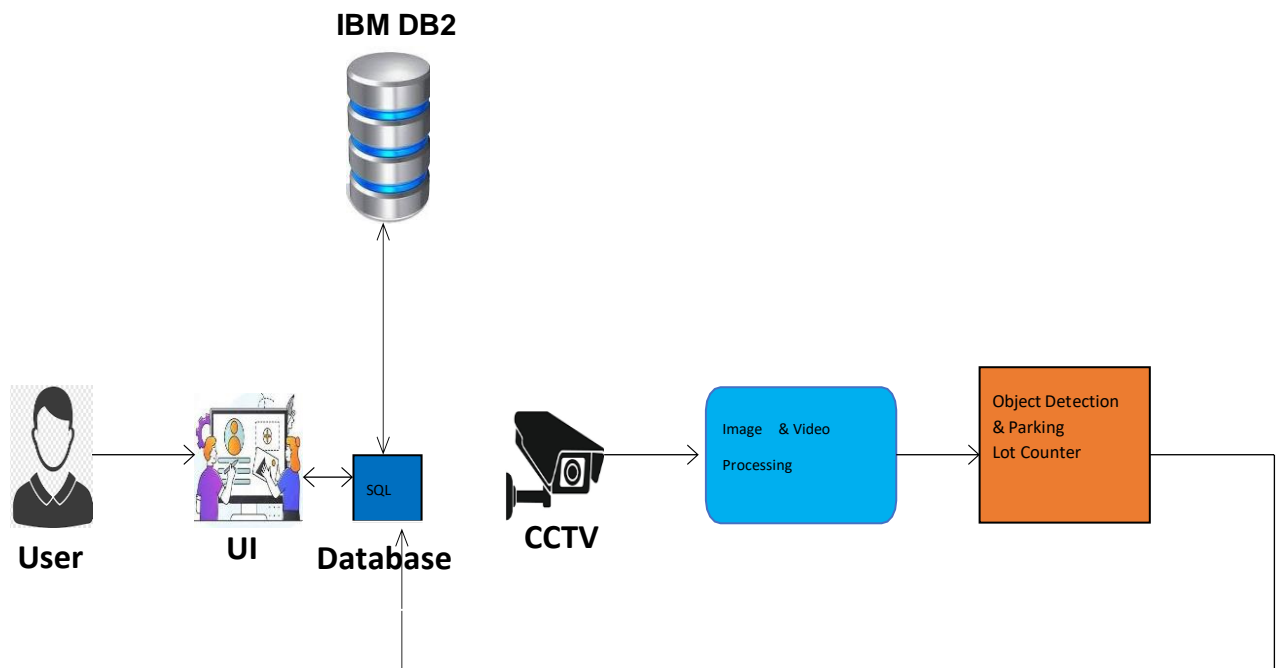 IBM DB2
User
UI
SQL
Database
CCTV
Image & Video
Processing
Object Detection
& Parking
Lot Counter